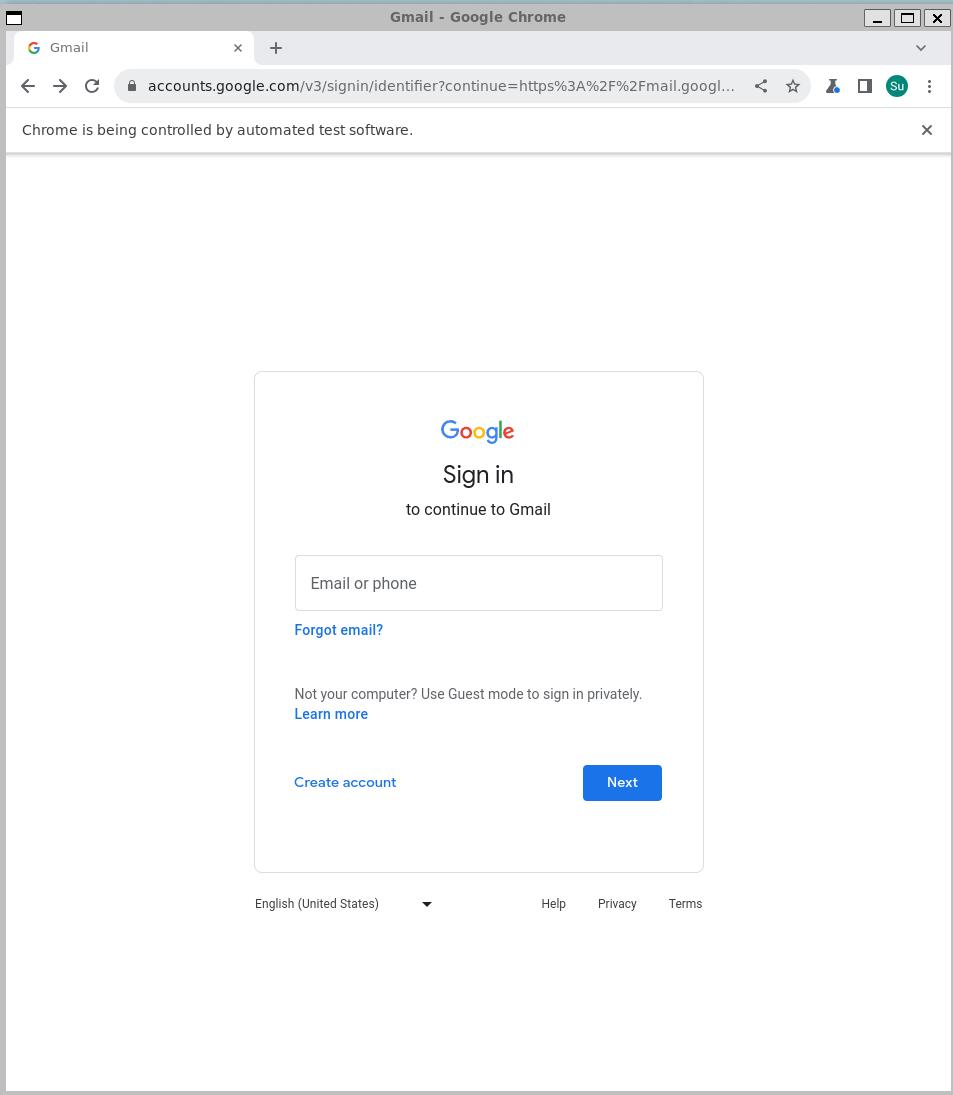 Gmail - Google Chrome
Gmail
accounts.google.com/v3/signin/identifier?continue=https%3A%2F%2Fmail.googl...
Su
Chrome is being controlled by automated test software.
Google
Sign in
to continue to Gmail
Email or phone
Forgot email?
Not your computer? Use Guest mode to sign in privately.
Learn more
Create account
Next
English (United States)
Help
Privacy
Terms